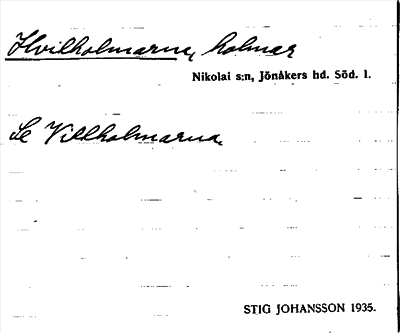 Hvilholmarna, holmar
Nikolai s:n, Jönåkers hd. Söd. l.
Se Villholmarna.
STIG JOHANSSON 1935.